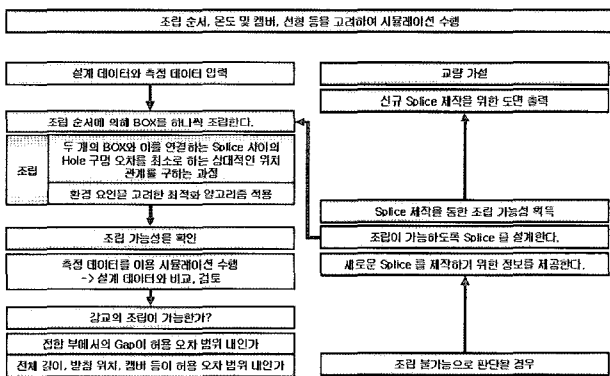 조립 순서, 온도 및 캠버, 선형 등을 고려하여 시뮬레이션 수행
설계 데이터와 측정 데이터 입력
조립 순서에 의해 BOX를 하나씩 조립한다.
조립
두 개의 BOX와 이를 연결하는 Splice 사이의
Hole 구멍 오차를 최소로 하는 상대적인 위치
관계를 구하는 과정
환경 요인을 고려한 최적화 알고리즘 적용
조립 가능성을 확인
측정 데이터를 이용 시뮬레이션 수행
-> 설계 데이터와 비교, 검토
강교의 조립이 가능한가?
접합 부에서의 Gap이 허용 오차 범위 내인가
전체 길이, 받침 위치, 캠버 등이 허용 오차 범위 내인가
교량 가설
신규 Splice 제작을 위한 도면 출력
Splice 제작을 통한 조립 가능성 획득
조립이 가능하도록 Splice 을 설계한다.
새로운 Splice 를 제작하기 위한 정보를 제공한다.
조립 불가능으로 판단될 경우